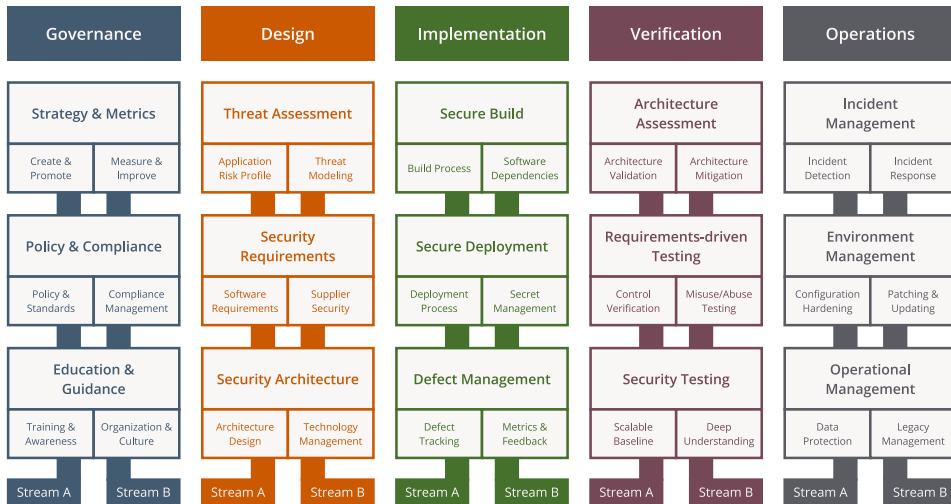 Governance
Design
Implementation
Verification
Operations
Strategy & Metrics
Create &
Promote
Measure &
Improve
Policy & Compliance
Policy &
Standards
Compliance
Management
Education &
Guidance
Training &
Awareness
Organization &
Culture
Stream A
Stream B
Threat Assessment
Application
Risk Profile
Threat
Modeling
Security
Requirements
Software
Requirements
Supplier
Security
Security Architecture
Architecture
Design
Technology
Management
Stream A
Stream B
Secure Build
Build Process
Software
Dependencies
Secure Deployment
Deployment
Process
Secret
Management
Defect Management
Defect
Tracking
Metrics &
Feedback
Stream A
Stream B
Architecture
Assessment
Architecture
Validation
Architecture
Mitigation
Requirements-driven
Testing
Control
Verification
Misuse/Abuse
Testing
Security Testing
Scalable
Baseline
Deep
Understanding
Stream A
Stream B
Incident
Management
Incident
Detection
Incident
Response
Environment
Management
Configuration
Hardening
Patching &
Updating
Operational
Management
Data
Protection
Legacy
Management
Stream A
Stream B